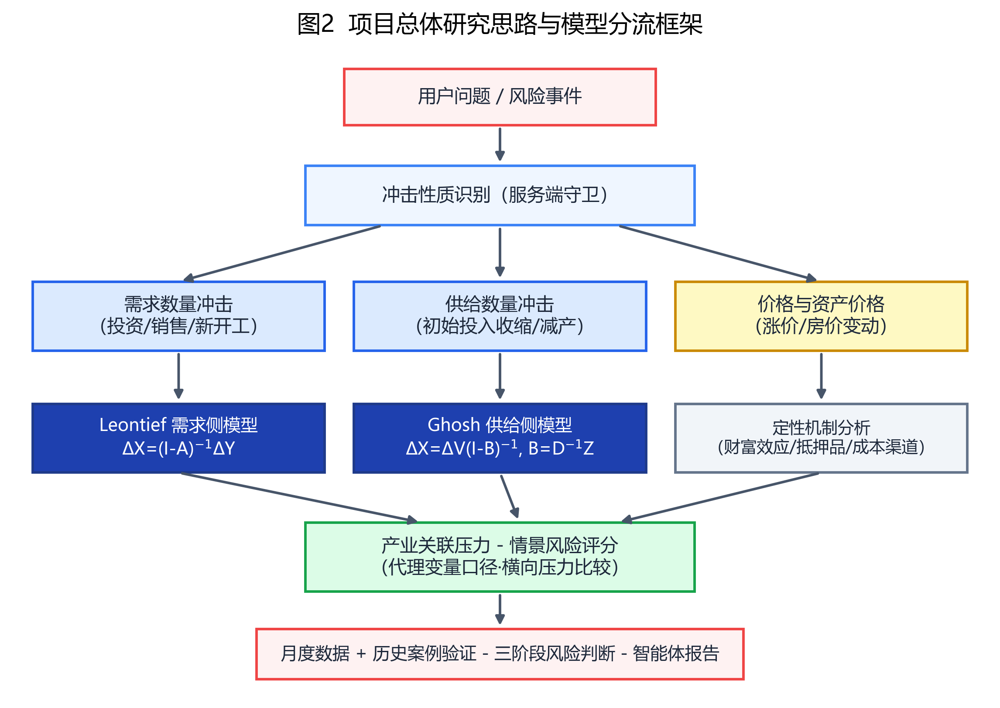 图2 项目总体研究思路与模型分流框架
用户问题 / 风险事件
冲击性质识别（服务端守卫）
需求数量冲击
（投资/销售/新开工）
供给数量冲击
（初始投入收缩/减产）
价格与资产价格
（涨价/房价变动）
Leontief 需求侧模型
ΔX=(I-A)⁻¹ΔY
Ghosh 供给侧模型
ΔX=ΔV(I-B)⁻¹, B=D⁻¹Z
定性机制分析
（财富效应/抵押品/成本渠道）
产业关联压力 - 情景风险评分
（代理变量口径·横向压力比较）
月度数据 + 历史案例验证 - 三阶段风险判断 - 智能体报告